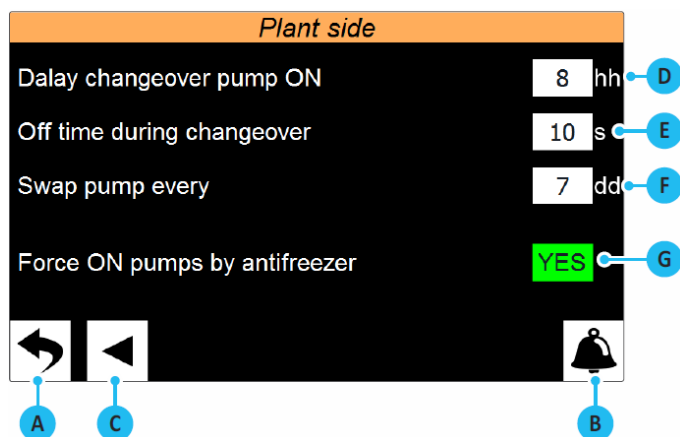 Plant side
Dalay changeover pump ON 8 hh D
Off time during changeover 10 s E
Swap pump every 7 dd F
Force ON pumps by antifreezer YES G
A C B